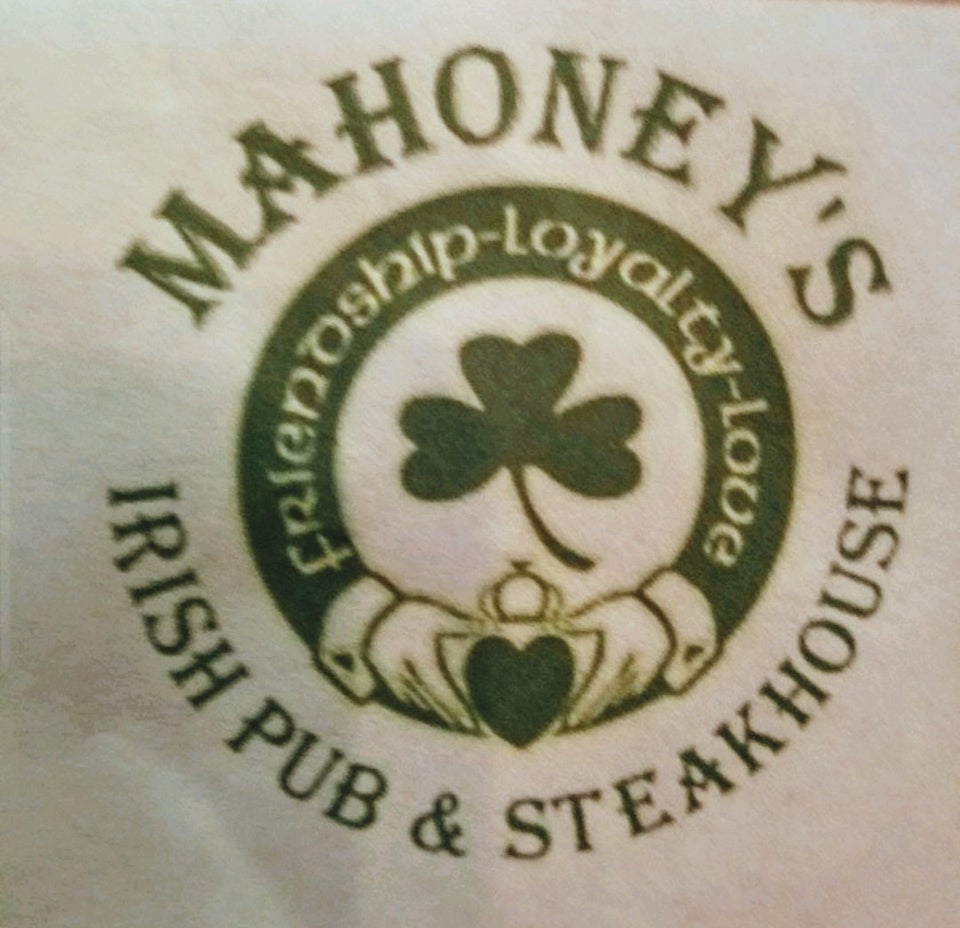 MAHONEY'S
Friendship-Loyalty-Love
IRISH PUB & STEAKHOUSE